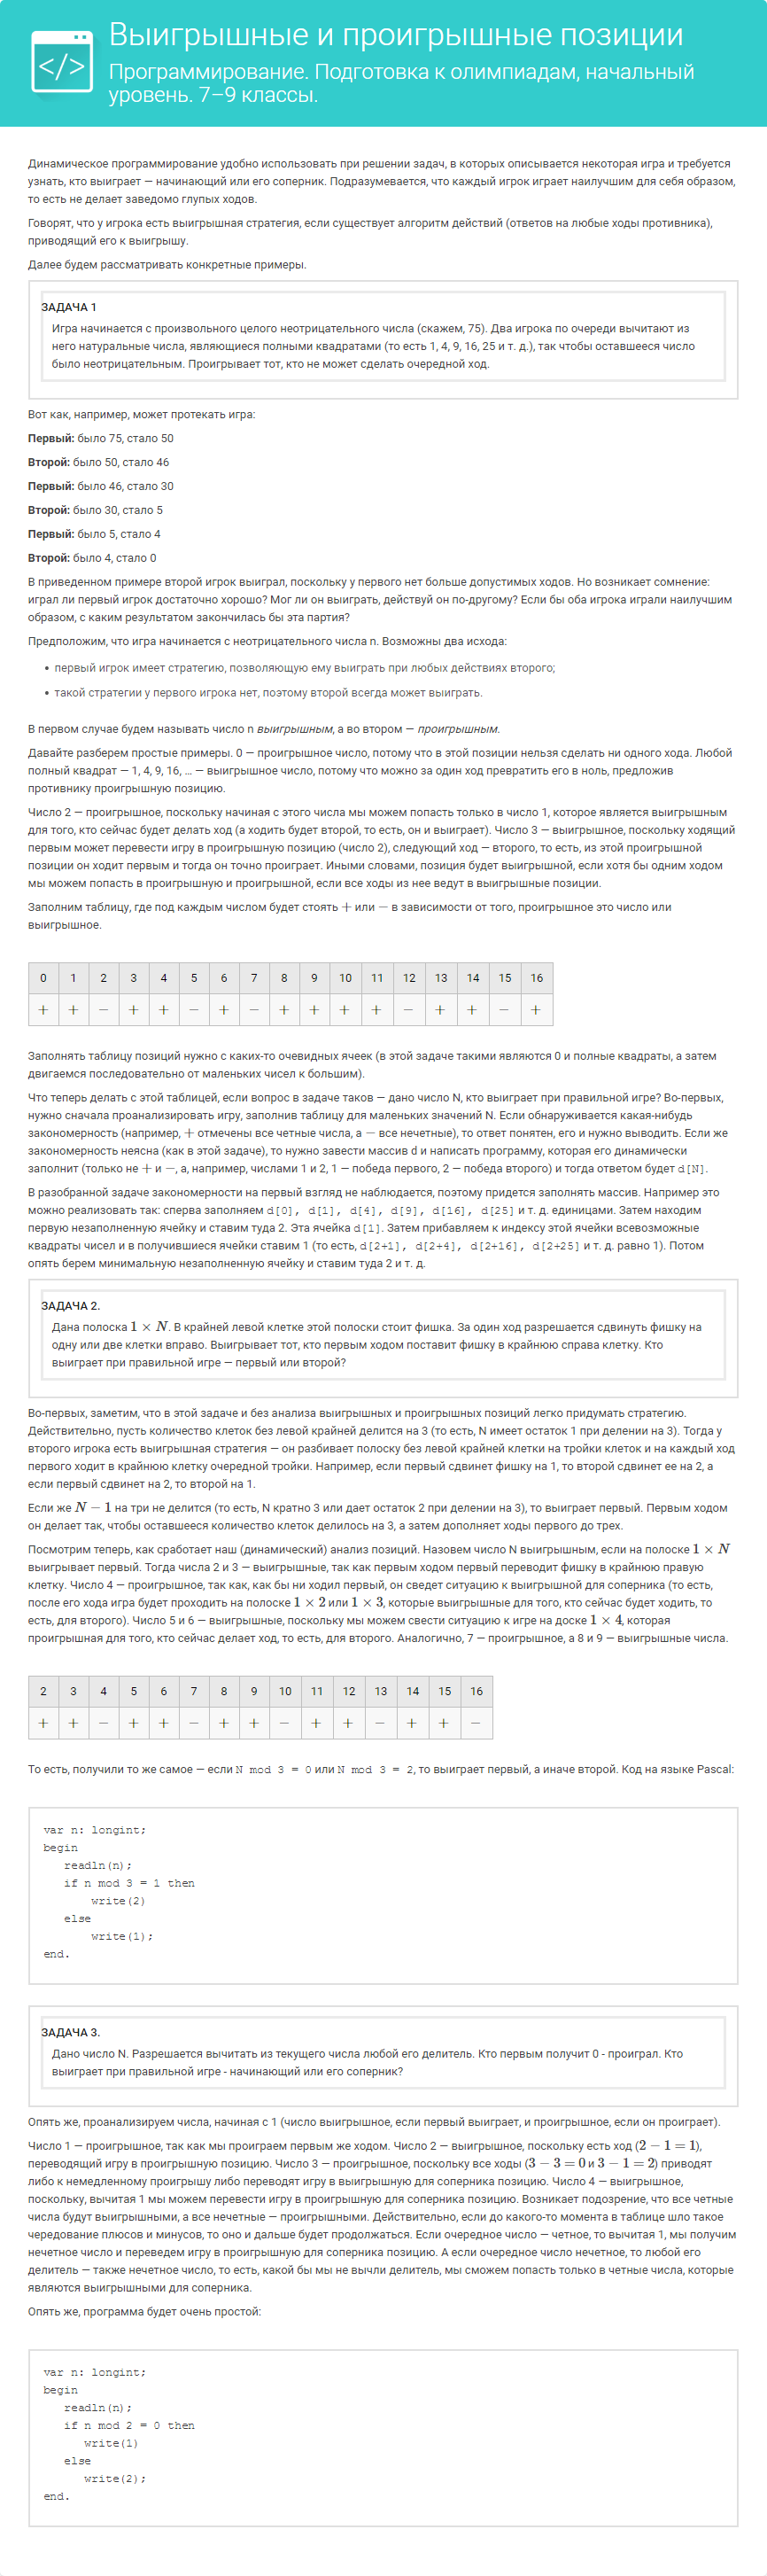 </>
Выигрышные и проигрышные позиции
Программирование. Подготовка к олимпиадам, начальный
уровень. 7–9 классы.
Динамическое программирование удобно использовать при решении задач, в которых описывается некоторая игра и требуется
узнать, кто выиграет — начинающий или его соперник. Подразумевается, что каждый игрок играет наилучшим для себя образом,
то есть не делает заведомо глупых ходов.
Говорят, что у игрока есть выигрышная стратегия, если существует алгоритм действий (ответов на любые ходы противника),
приводящий его к выигрышу.
Далее будем рассматривать конкретные примеры.
ЗАДАЧА 1
Игра начинается с произвольного целого неотрицательного числа (скажем, 75). Два игрока по очереди вычитают из
него натуральные числа, являющиеся полными квадратами (то есть 1, 4, 9, 16, 25 и т. д.), так чтобы оставшееся число
было неотрицательным. Проигрывает тот, кто не может сделать очередной ход.
Вот как, например, может протекать игра:
Первый: было 75, стало 50
Второй: было 50, стало 46
Первый: было 46, стало 30
Второй: было 30, стало 5
Первый: было 5, стало 4
Второй: было 4, стало 0
В приведенном примере второй игрок выиграл, поскольку у первого нет больше допустимых ходов. Но возникает сомнение:
играл ли первый игрок достаточно хорошо? Мог ли он выиграть, действуй он по-другому? Если бы оба игрока играли наилучшим
образом, с каким результатом закончилась бы эта партия?
Предположим, что игра начинается с неотрицательного числа n. Возможны два исхода:
• первый игрок имеет стратегию, позволяющую ему выиграть при любых действиях второго;
• такой стратегии у первого игрока нет, поэтому второй всегда может выиграть.
В первом случае будем называть число n выигрышным, а во втором — проигрышным.
Давайте разберем простые примеры. 0 — проигрышное число, потому что в этой позиции нельзя сделать ни одного хода. Любой
полный квадрат — 1, 4, 9, 16, ... — выигрышное число, потому что можно за один ход превратить его в ноль, предложив
противнику проигрышную позицию.
Число 2 — проигрышное, поскольку начиная с этого числа мы можем попасть только в число 1, которое является выигрышным
для того, кто сейчас будет делать ход (а ходить будет второй, то есть, он и выиграет). Число 3 — выигрышное, поскольку ходящий
первым может перевести игру в проигрышную позицию (число 2), следующий ход — второго, то есть, из этой проигрышной
позиции он ходит первым и тогда он точно проиграет. Иными словами, позиция будет выигрышной, если хотя бы одним ходом
мы можем попасть в проигрышную и проигрышной, если все ходы из нее ведут в выигрышные позиции.
Заполним таблицу, где под каждым числом будет стоять + или − в зависимости от того, проигрышное это число или
выигрышное.
0 1 2 3 4 5 6 7 8 9 10 11 12 13 14 15 16
+ + − + + − + − + + + + − + + − +
Заполнять таблицу позиций нужно с каких-то очевидных ячеек (в этой задаче такими являются 0 и полные квадраты, а затем
двигаемся последовательно от маленьких чисел к большим).
Что теперь делать с этой таблицей, если вопрос в задаче таков — дано число N, кто выиграет при правильной игре? Во-первых,
нужно сначала проанализировать игру, заполнив таблицу для маленьких значений N. Если обнаруживается какая-нибудь
закономерность (например, + отмечены все четные числа, а − все нечетные), то ответ понятен, его и нужно выводить. Если же
закономерность неясна (как в этой задаче), то нужно завести массив d и написать программу, которая его динамически
заполнит (только не + и −, а, например, числами 1 и 2, 1 — победа первого, 2 — победа второго) и тогда ответом будет d[N].
В разобранной задаче закономерности на первый взгляд не наблюдается, поэтому придется заполнять массив. Например это
можно реализовать так: сперва заполняем d[0], d[1], d[4], d[9], d[16], d[25] и т. д. единицами. Затем находим
первую незаполненную ячейку и ставим туда 2. Эта ячейка d[1]. Затем прибавляем к индексу этой ячейки всевозможные
квадраты чисел и в получившиеся ячейки ставим 1 (то есть, d[2+1], d[2+4], d[2+16], d[2+25] и т. д. равно 1). Потом
опять берем минимальную незаполненную ячейку и ставим туда 2 и т. д.
ЗАДАЧА 2.
Дана полоска 1 × N. В крайней левой клетке этой полоски стоит фишка. За один ход разрешается сдвинуть фишку на
одну или две клетки вправо. Выигрывает тот, кто первым ходом поставит фишку в крайнюю справа клетку. Кто
выиграет при правильной игре — первый или второй?
Во-первых, заметим, что в этой задаче и без анализа выигрышных и проигрышных позиций легко придумать стратегию.
Действительно, пусть количество клеток без левой крайней делится на 3 (то есть, N имеет остаток 1 при делении на 3). Тогда у
второго игрока есть выигрышная стратегия — он разбивает полоску без левой крайней клетки на тройки клеток и на каждый ход
первого ходит в крайнюю клетку очередной тройки. Например, если первый сдвинет фишку на 1, то второй сдвинет ее на 2, а
если первый сдвинет на 2, то второй на 1.
Если же N − 1 на три не делится (то есть, N кратно 3 или дает остаток 2 при делении на 3), то выиграет первый. Первым ходом
он делает так, чтобы оставшееся количество клеток делилось на 3, а затем дополняет ходы первого до трех.
Посмотрим теперь, как сработает наш (динамический) анализ позиций. Назовем число N выигрышным, если на полоске 1 × N
выигрывает первый. Тогда числа 2 и 3 — выигрышные, так как первым ходом первый переводит фишку в крайнюю правую
клетку. Число 4 — проигрышное, так как, как бы ни ходил первый, он сведет ситуацию к выигрышной для соперника (то есть,
после его хода игра будет проходить на полоске 1 × 2 или 1 × 3, которые выигрышные для того, кто сейчас будет ходить, то
есть, для второго). Число 5 и 6 — выигрышные, поскольку мы можем свести ситуацию к игре на доске 1 × 4, которая
проигрышная для того, кто сейчас делает ход, то есть, для второго. Аналогично, 7 — проигрышное, а 8 и 9 — выигрышные числа.
2 3 4 5 6 7 8 9 10 11 12 13 14 15 16
+ + − + + − + + − + + − + + −
То есть, получили то же самое — если N mod 3 = 0 или N mod 3 = 2, то выиграет первый, а иначе второй. Код на языке Pascal:
var n: longint;
begin
readln(n);
if n mod 3 = 1 then
write(2)
else
write(1);
end.
ЗАДАЧА 3.
Дано число N. Разрешается вычитать из текущего числа любой его делитель. Кто первым получит 0 - проиграл. Кто
выиграет при правильной игре - начинающий или его соперник?
Опять же, проанализируем числа, начиная с 1 (число выигрышное, если первый выиграет, и проигрышное, если он проиграет).
Число 1 — проигрышное, так как мы проиграем первым же ходом. Число 2 — выигрышное, поскольку есть ход (2 − 1 = 1),
переводящий игру в проигрышную позицию. Число 3 — проигрышное, поскольку все ходы (3 − 3 = 0 и 3 − 1 = 2) приводят
либо к немедленному проигрышу либо переводят игру в выигрышную для соперника позицию. Число 4 — выигрышное,
поскольку, вычитая 1 мы можем перевести игру в проигрышную для соперника позицию. Возникает подозрение, что все четные
числа будут выигрышными, а все нечетные — проигрышными. Действительно, если до какого-то момента в таблице шло такое
чередование плюсов и минусов, то оно и дальше будет продолжаться. Если очередное число — четное, то вычитая 1, мы получим
нечетное число и переведем игру в проигрышную для соперника позицию. А если очередное число нечетное, то любой его
делитель — также нечетное число, то есть, какой бы мы не вычли делитель, мы сможем попасть только в четные числа, которые
являются выигрышными для соперника.
Опять же, программа будет очень простой:
var n: longint;
begin
readln(n);
if n mod 2 = 0 then
write(1)
else
write(2);
end.